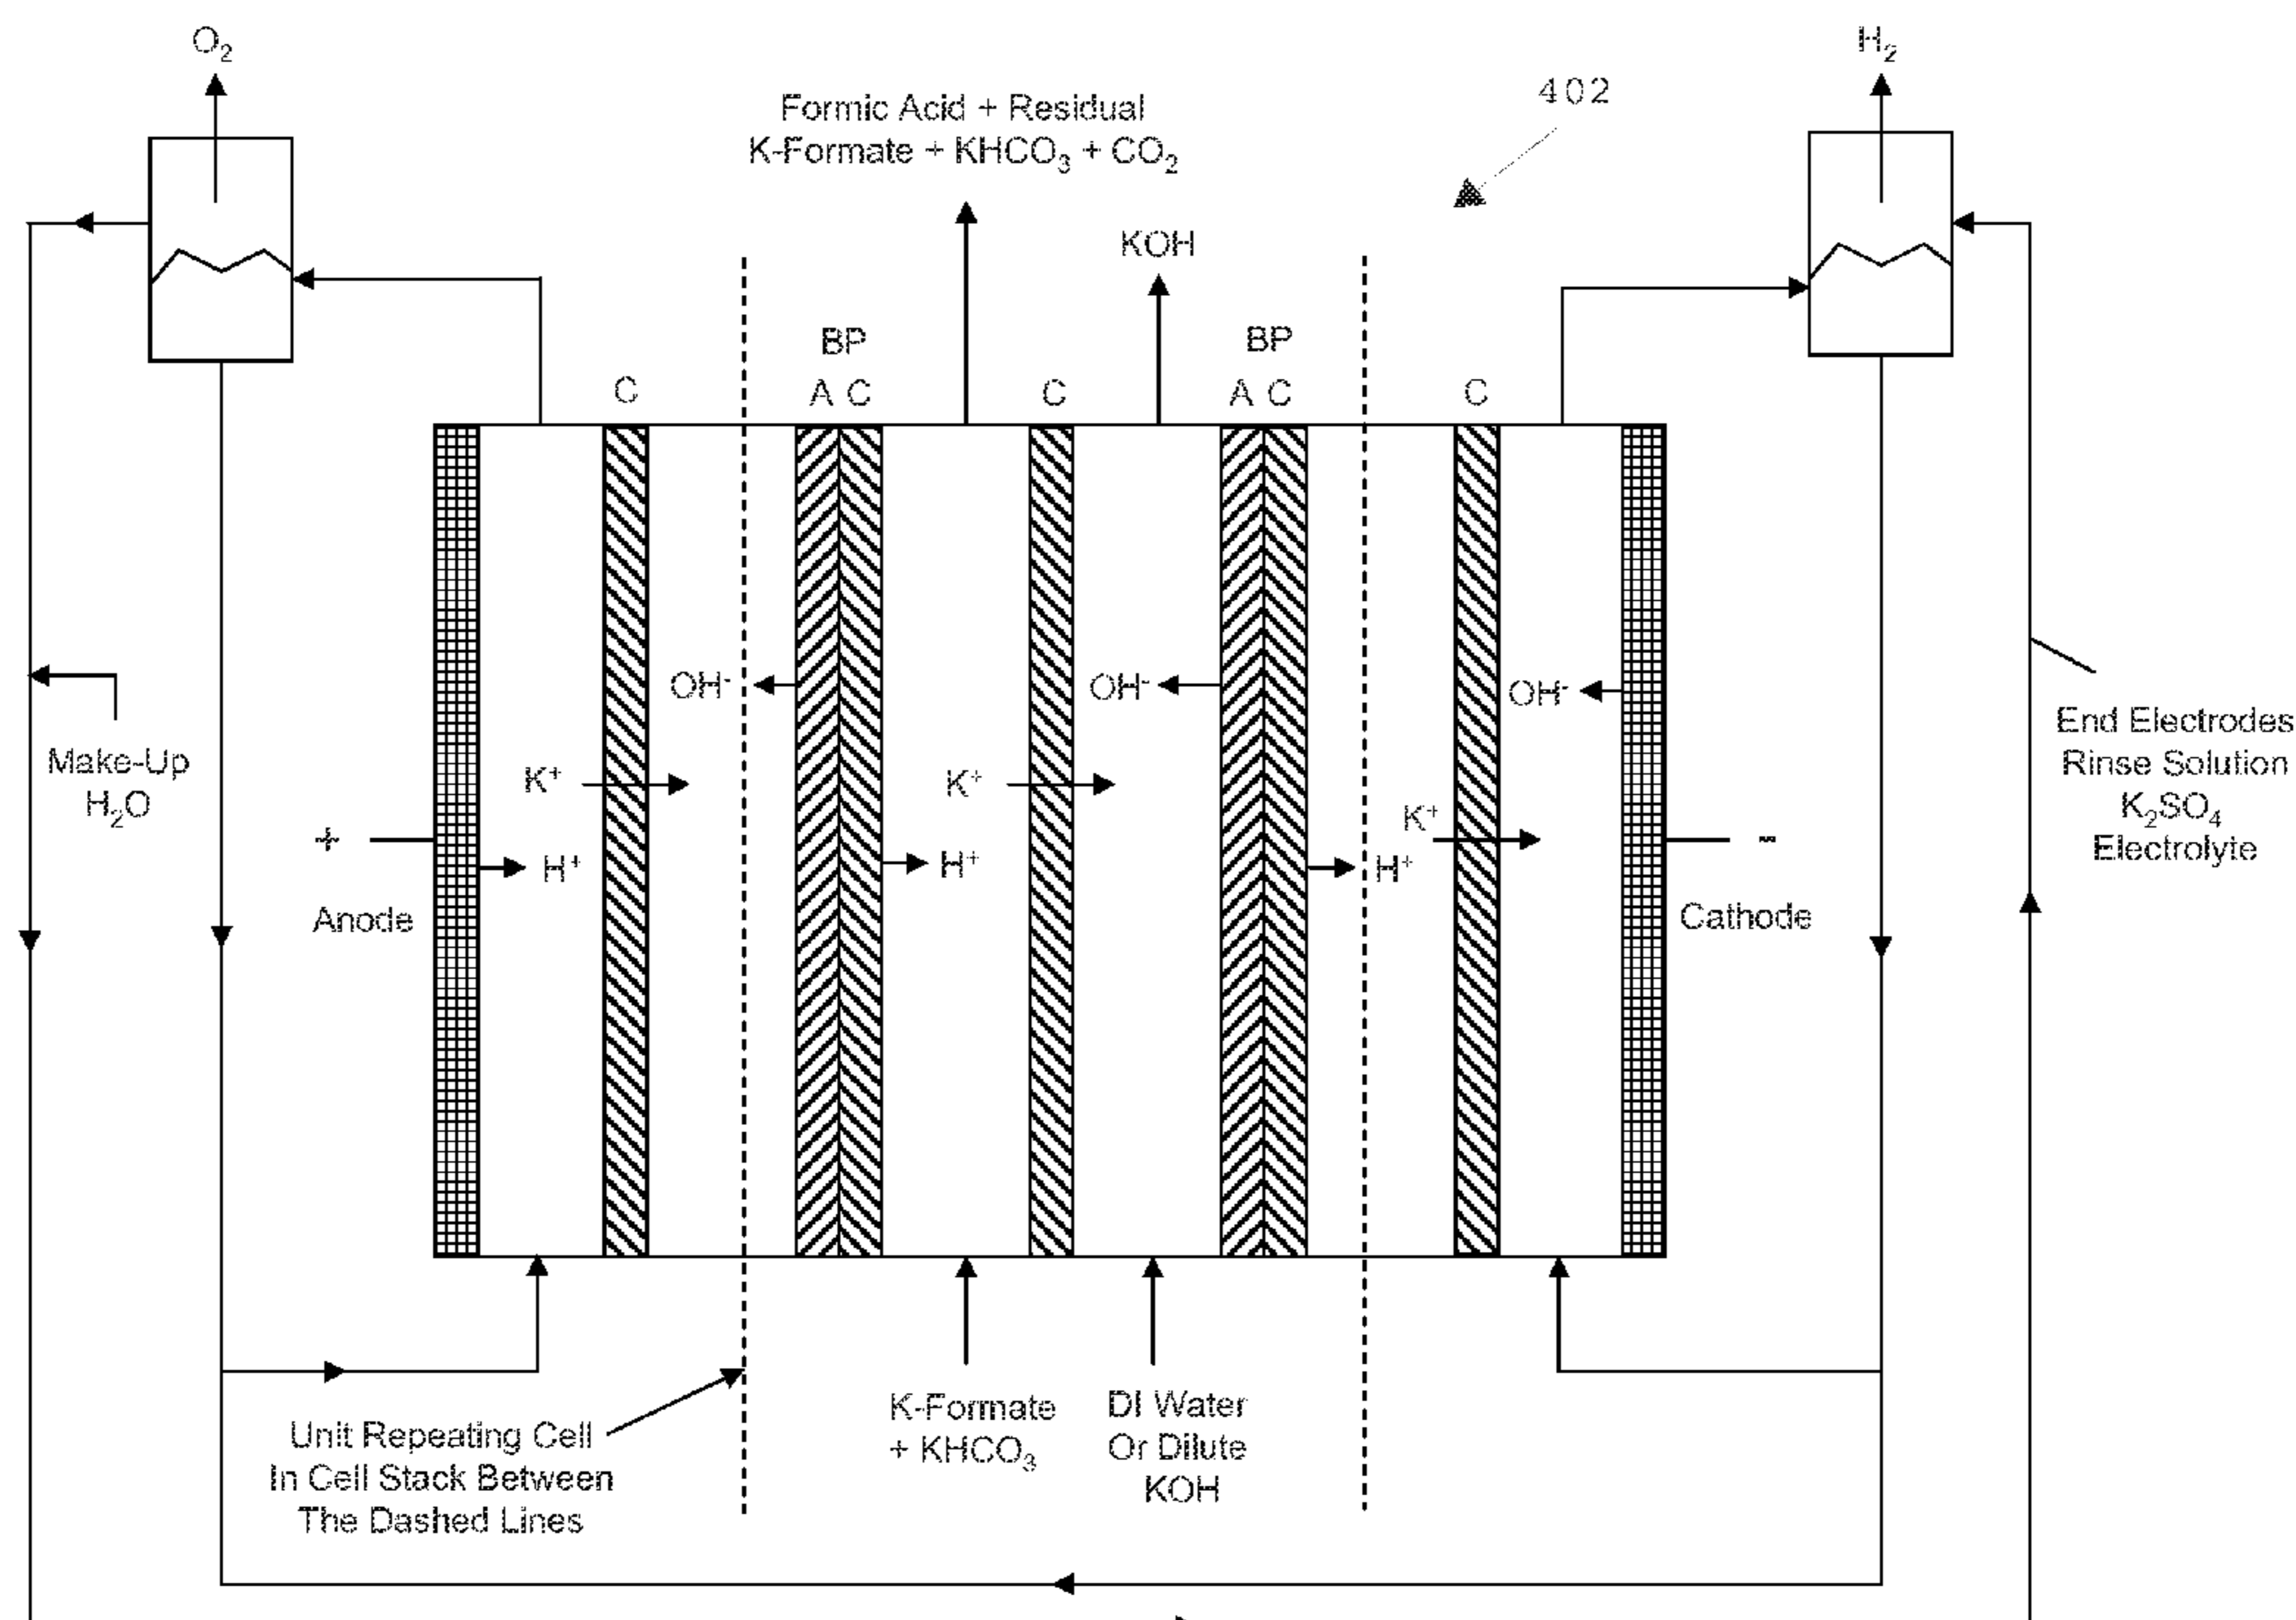 O₂
H₂
402
Formic Acid + Residual
K-Formate + KHCO₃ + CO₂
KOH
BP
BP
C
A C
C
A C
C
OH⁻
OH⁻
OH⁻
K⁺
K⁺
K⁺
H⁺
H⁺
H⁺
+
-
Anode
Cathode
Make-Up
H₂O
End Electrodes
Rinse Solution
K₂SO₄
Electrolyte
Unit Repeating Cell
In Cell Stack Between
The Dashed Lines
K-Formate
+ KHCO₃
DI Water
Or Dilute
KOH